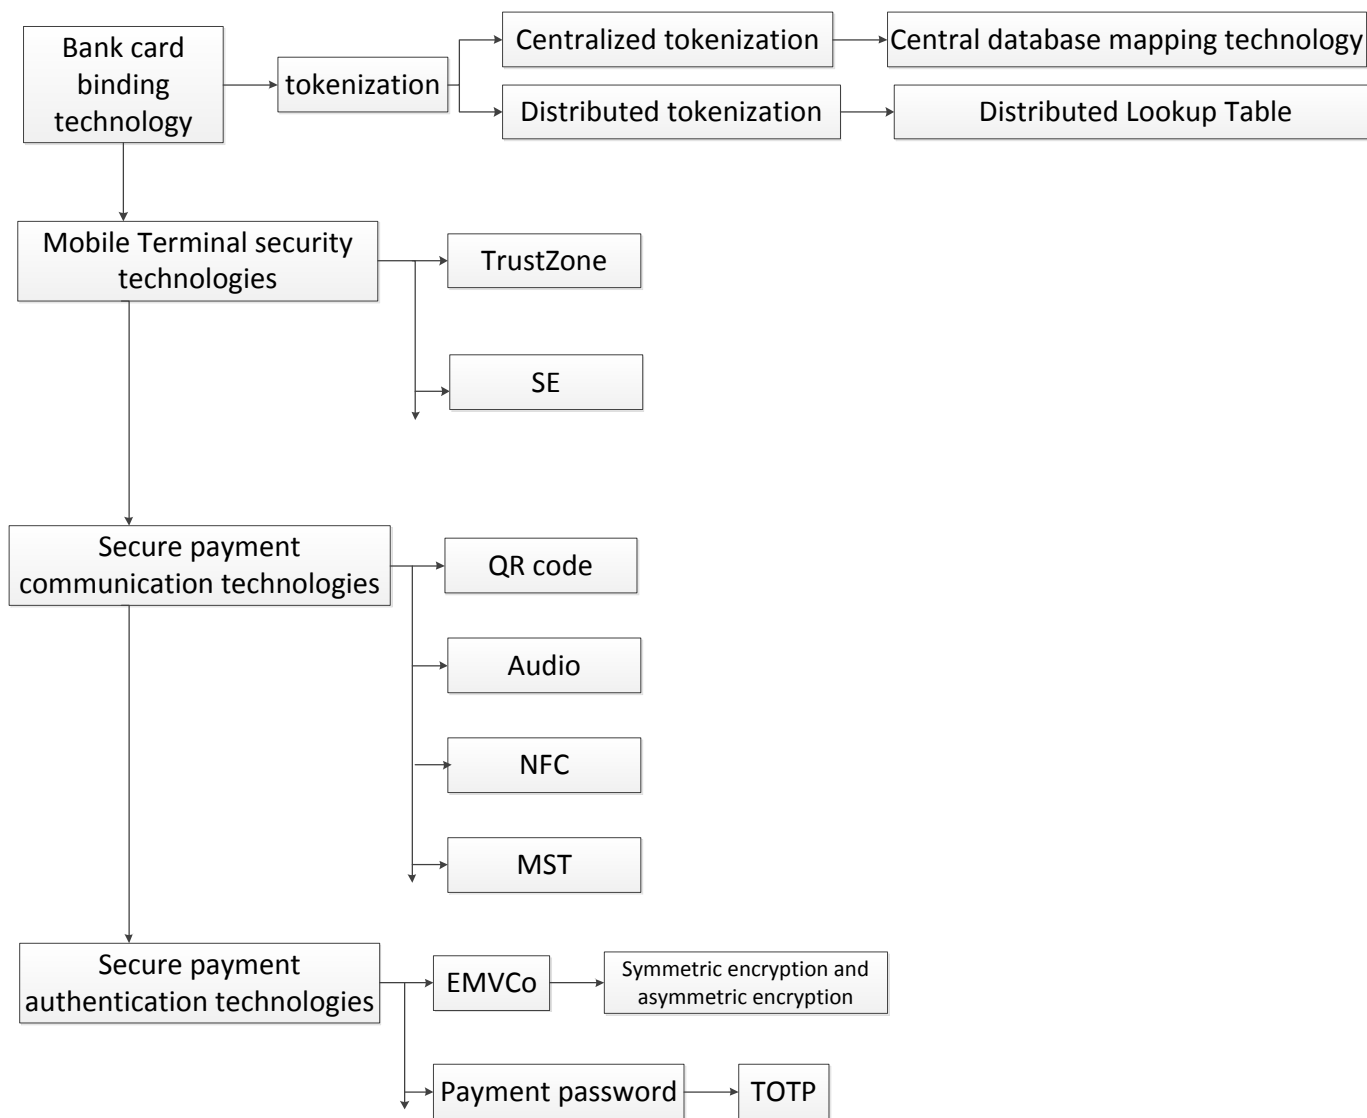 Bank card
binding
technology
tokenization
Centralized tokenization
Central database mapping technology
Distributed tokenization
Distributed Lookup Table
Mobile Terminal security
technologies
TrustZone
SE
Secure payment
communication technologies
QR code
Audio
NFC
MST
Secure payment
authentication technologies
EMVCo
Symmetric encryption and
asymmetric encryption
Payment password
TOTP